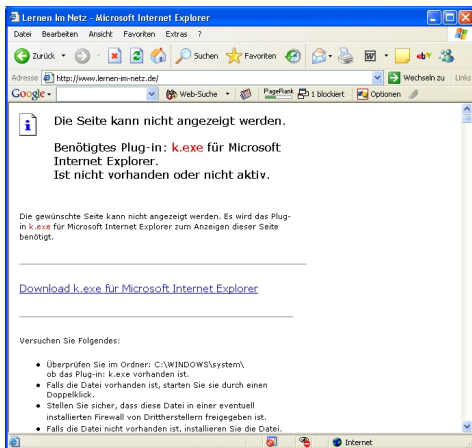 Lernen Im Netz - Microsoft Internet Explorer
Datei Bearbeiten Ansicht Favoriten Extras ?
Zurück Suchen Favoriten
Adresse http://www.lernen-im-netz.de/ Wechseln zu Links
Google Web-Suche PageRank 1 blockiert Optionen
Die Seite kann nicht angezeigt werden.
Benötigtes Plug-in: k.exe für Microsoft
Internet Explorer.
Ist nicht vorhanden oder nicht aktiv.
Die gewünschte Seite kann nicht angezeigt werden. Es wird das Plug-
in k.exe für Microsoft Internet Explorer zum Anzeigen dieser Seite
benötigt.
Download k.exe für Microsoft Internet Explorer
Versuchen Sie Folgendes:
Überprüfen Sie im Ordner: C:\WINDOWS\system\
ob das Plug-in: k.exe vorhanden ist.
Falls die Datei vorhanden ist, starten Sie sie durch einen
Doppelklick.
Stellen Sie sicher, dass diese Datei in einer eventuell
installierten Firewall von Drittherstellern freigegeben ist.
Falls die Datei nicht vorhanden ist, installieren Sie die Datei.
Internet